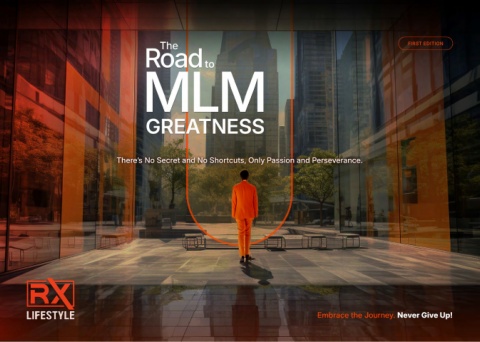 The
Road to
MLM
GREATNESS
FIRST EDITION
There's No Secret and No Shortcuts, Only Passion and Perseverance.
RX
LIFESTYLE
Embrace the Journey. Never Give Up!